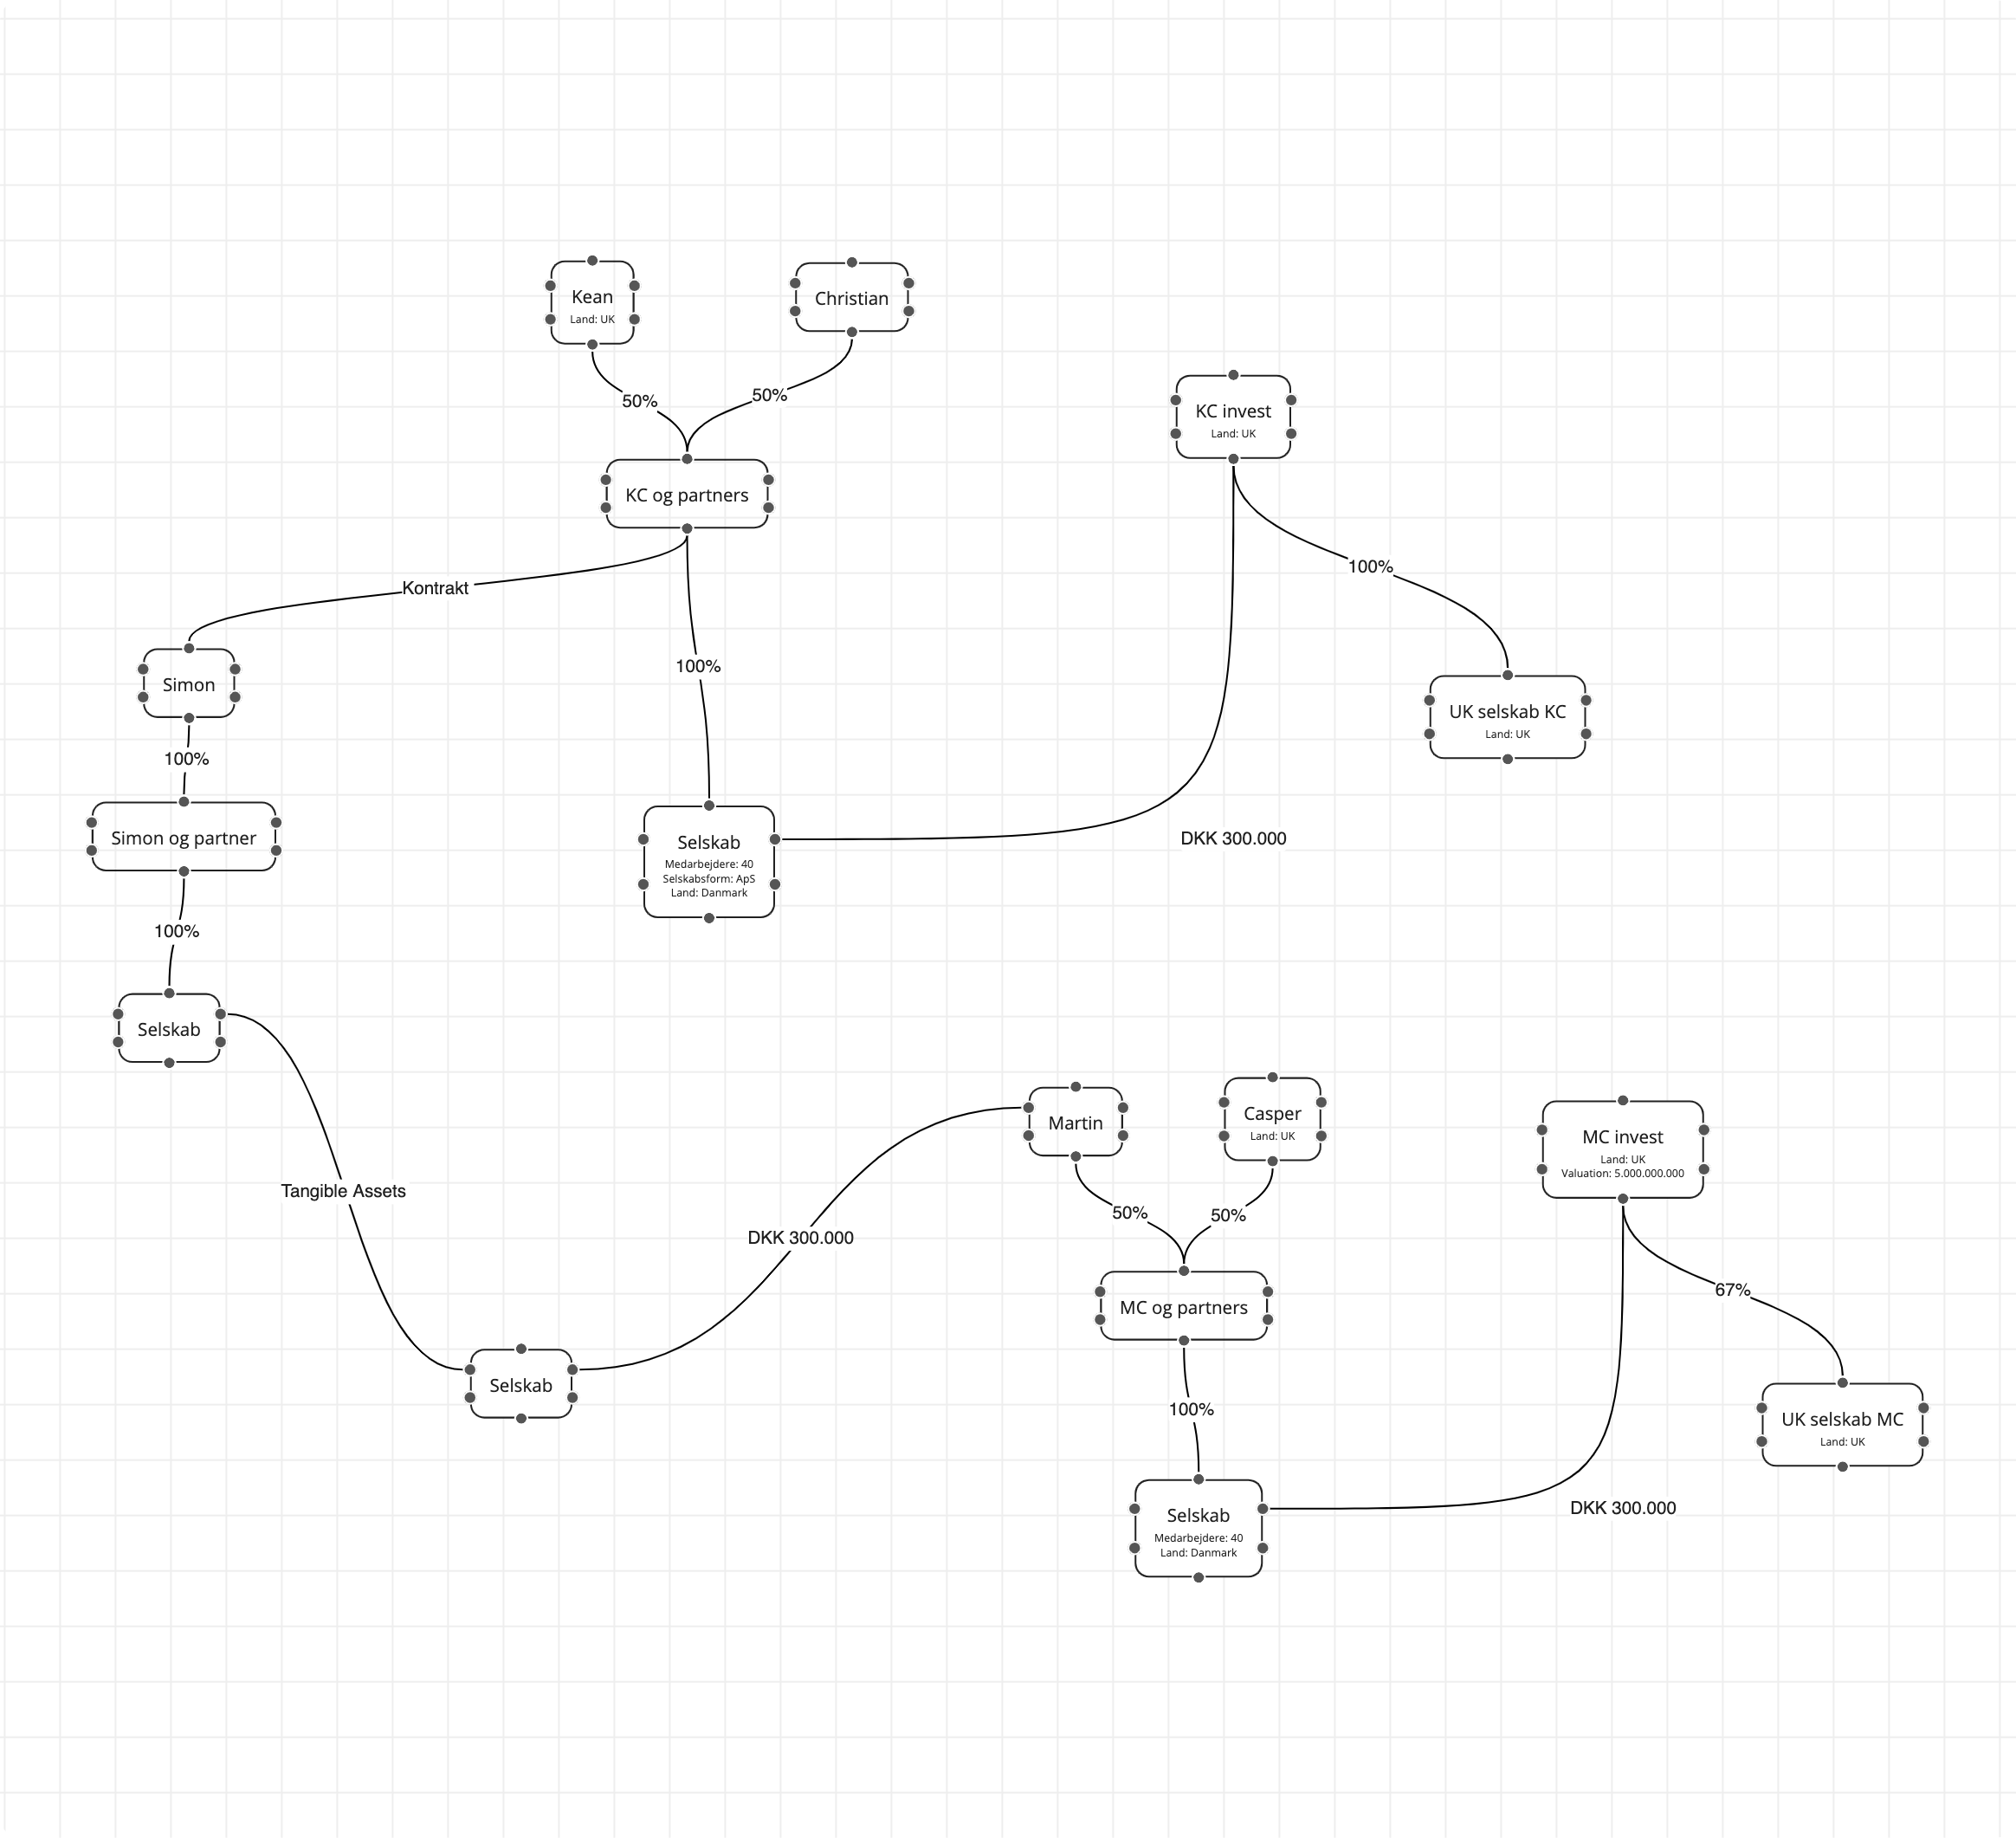 Kean
Land: UK
Christian
50%
50%
KC invest
Land: UK
KC og partners
100%
Kontrakt
100%
Simon
UK selskab KC
Land: UK
100%
Simon og partner
Selskab
Medarbejdere: 40
Selskabsform: ApS
Land: Danmark
DKK 300.000
100%
Selskab
Martin
Casper
Land: UK
MC invest
Land: UK
Valuation: 5.000.000.000
Tangible Assets
50%
50%
DKK 300.000
67%
MC og partners
Selskab
100%
UK selskab MC
Land: UK
Selskab
Medarbejdere: 40
Land: Danmark
DKK 300.000